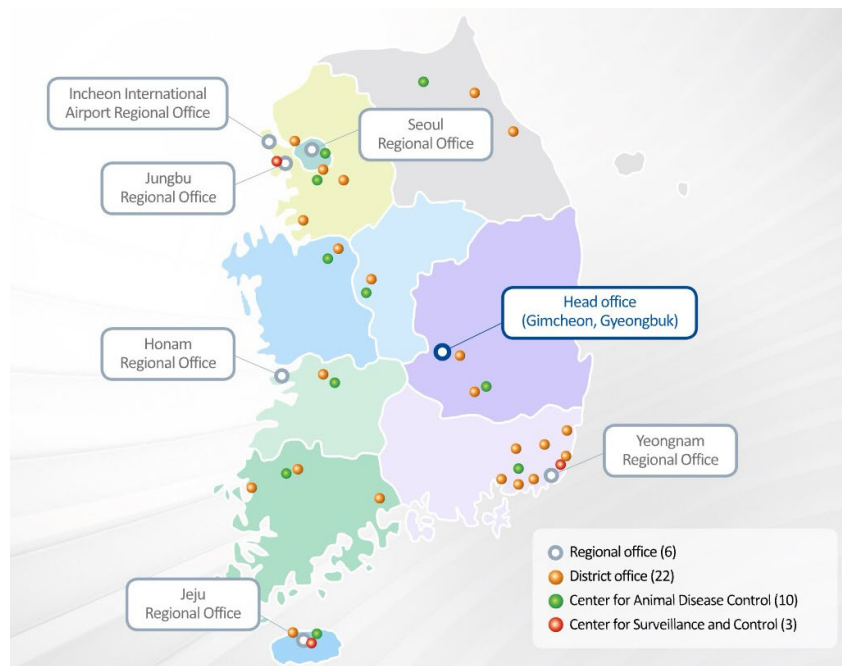 Incheon International
Airport Regional Office
Seoul
Regional Office
Jungbu
Regional Office
Head office
(Gimcheon, Gyeongbuk)
Honam
Regional Office
Yeongnam
Regional Office
Jeju
Regional Office
Regional office (6)
District office (22)
Center for Animal Disease Control (10)
Center for Surveillance and Control (3)